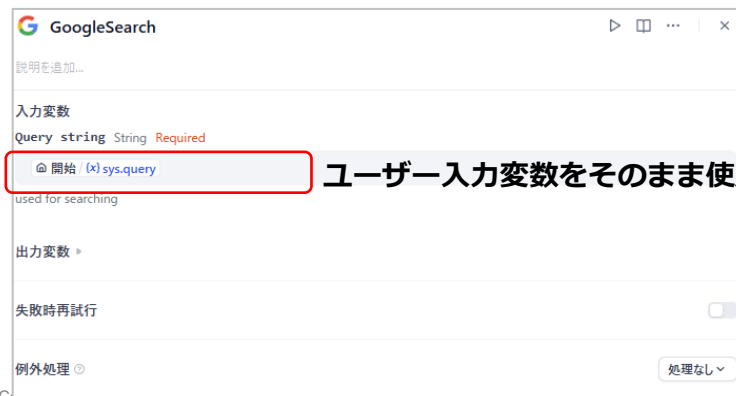 GoogleSearch
説明を追加...
入力変数
Query string String Required
開始 / {x} sys.query
ユーザー入力変数をそのまま使
used for searching
出力変数
失敗時再試行
例外処理
処理なし